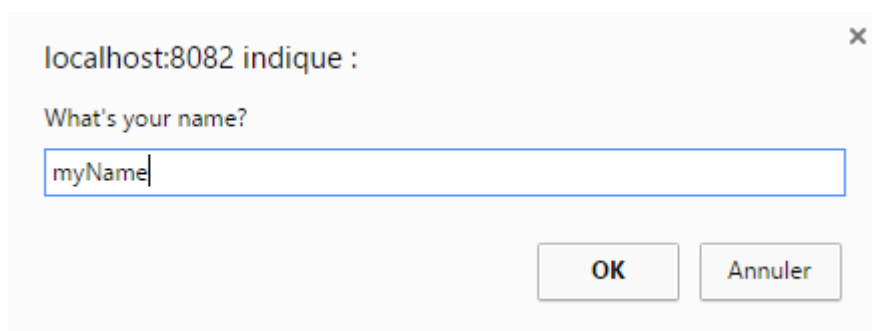 localhost:8082 indique :
What's your name?
myName
OK
Annuler